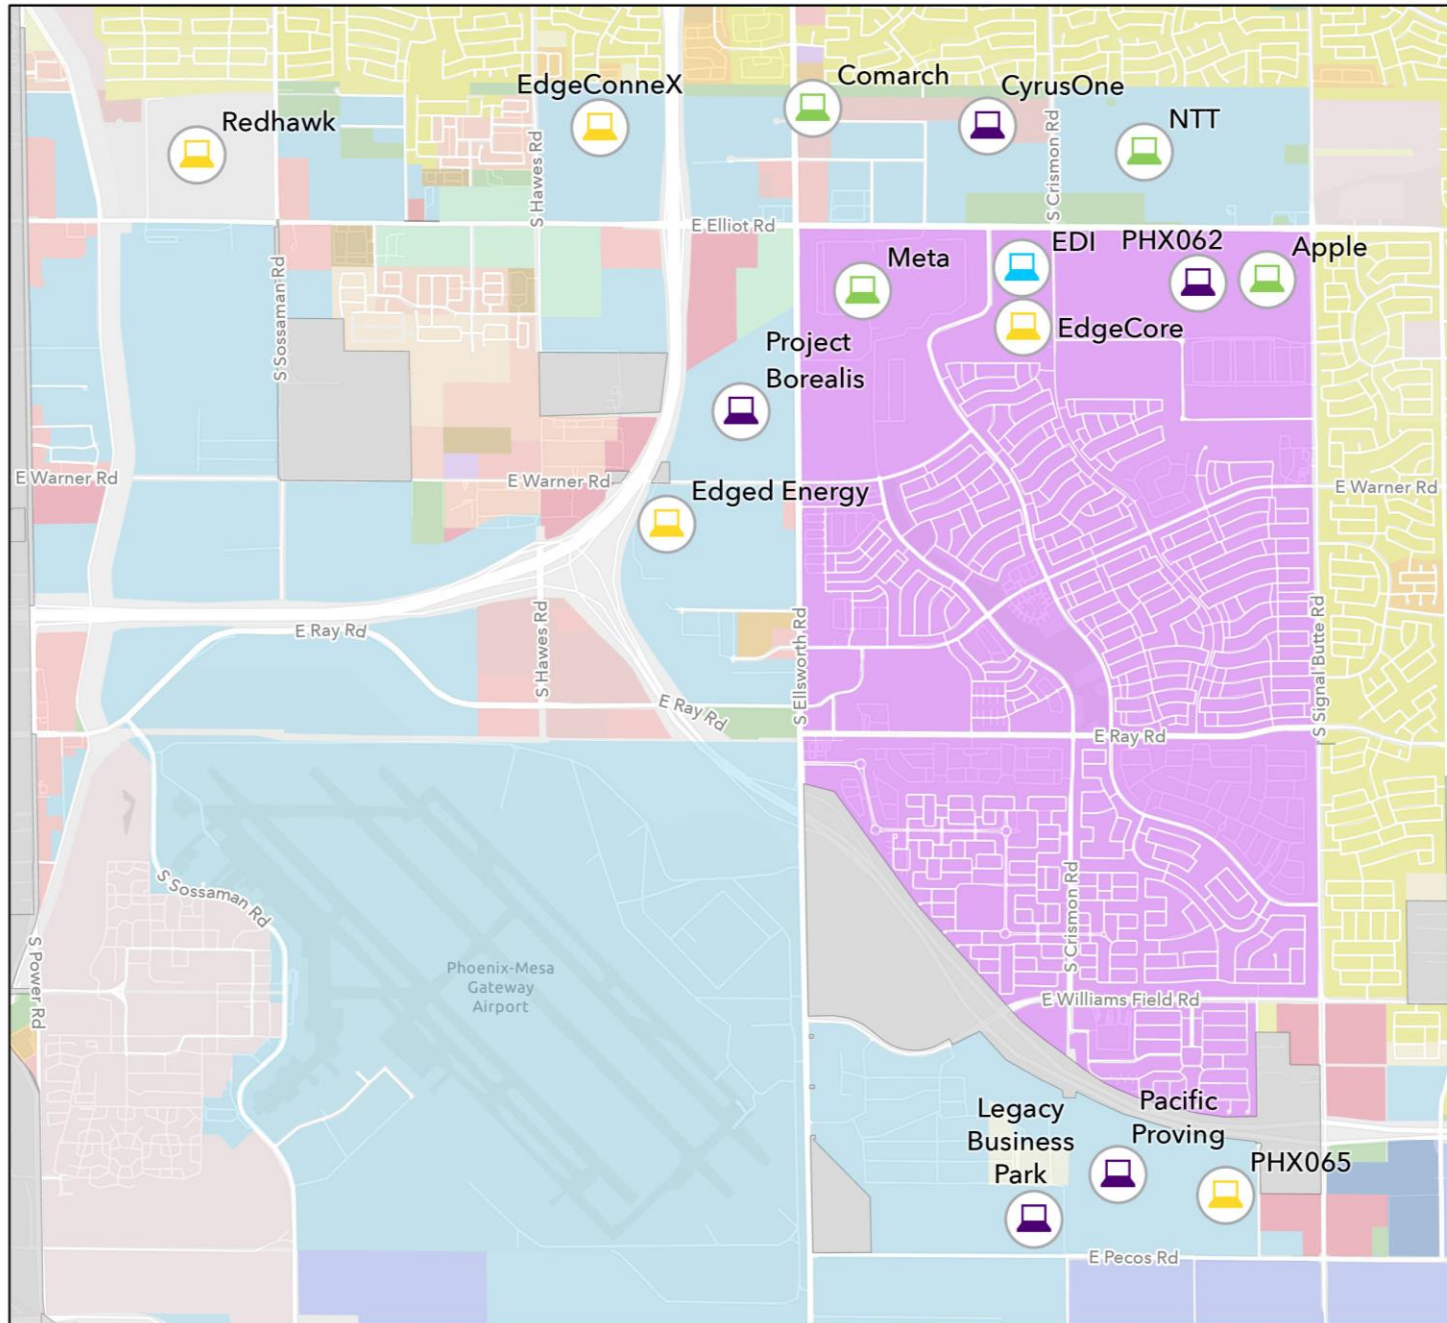 EdgeConneX
Comarch
CyrusOne
Redhawk
NTT
S Hawes Rd
S Crismon Rd
E Elliot Rd
EDI
PHX062
Apple
Meta
S Sossaman Rd
EdgeCore
Project
Borealis
E Warner Rd
E Warner Rd
E Warner Rd
Edged Energy
E Ray Rd
S Hawes Rd
S Ellsworth Rd
S Signal Butte Rd
E Ray Rd
E Ray Rd
S Sossaman Rd
S Crismon Rd
S Power Rd
Phoenix-Mesa
Gateway
Airport
E Williams Field Rd
Legacy
Business
Park
Pacific
Proving
PHX065
E Pecos Rd